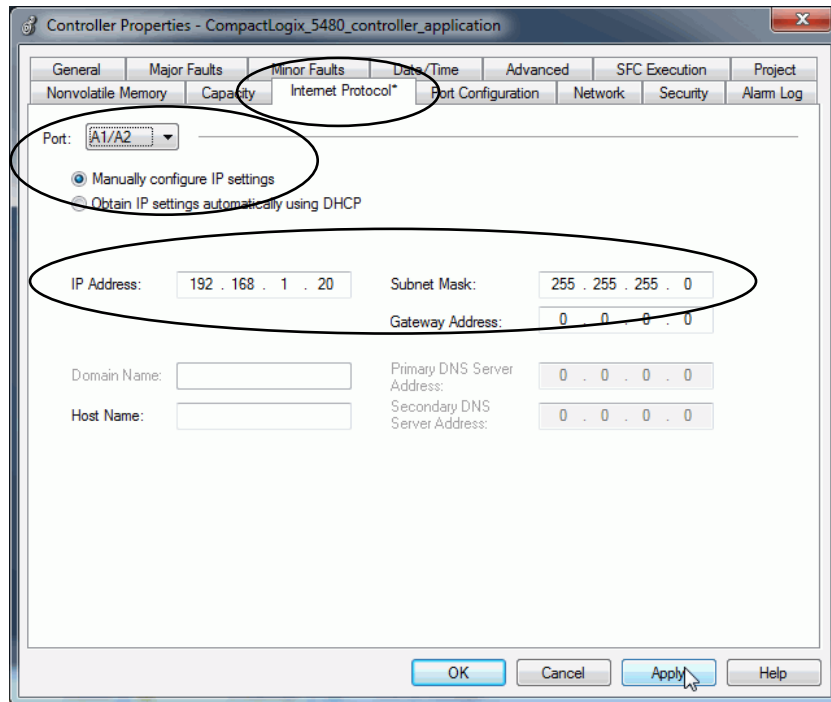 Controller Properties - CompactLogix_5480_controller_application
General Major Faults Minor Faults Date/Time Advanced SFC Execution Project
Nonvolatile Memory Capacity Internet Protocol* Port Configuration Network Security Alarm Log
Port: A1/A2
Manually configure IP settings
Obtain IP settings automatically using DHCP
IP Address: 192 . 168 . 1 . 20 Subnet Mask: 255 . 255 . 255 . 0
Gateway Address: 0 . 0 . 0 . 0
Domain Name: Primary DNS Server Address: 0 . 0 . 0 . 0
Host Name: Secondary DNS Server Address: 0 . 0 . 0 . 0
OK Cancel Apply Help